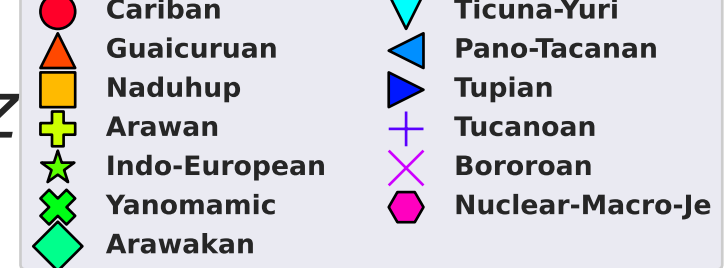 Cariban
Guaicuruan
Naduhup
Arawan
Indo-European
Yanomamic
Arawakan
Ticuna-Yuri
Pano-Tacanan
Tupian
Tucanoan
Bororoan
Nuclear-Macro-Je